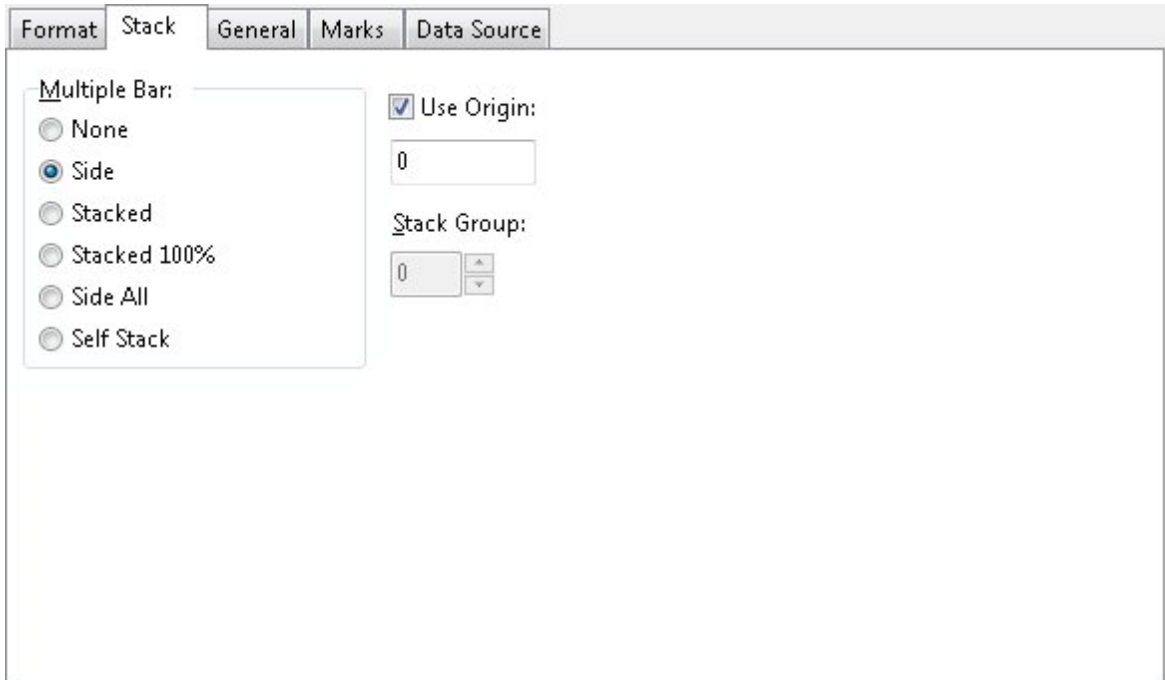 Format Stack General Marks Data Source
Multiple Bar:
None
Side
Stacked
Stacked 100%
Side All
Self Stack
Use Origin:
0
Stack Group:
0